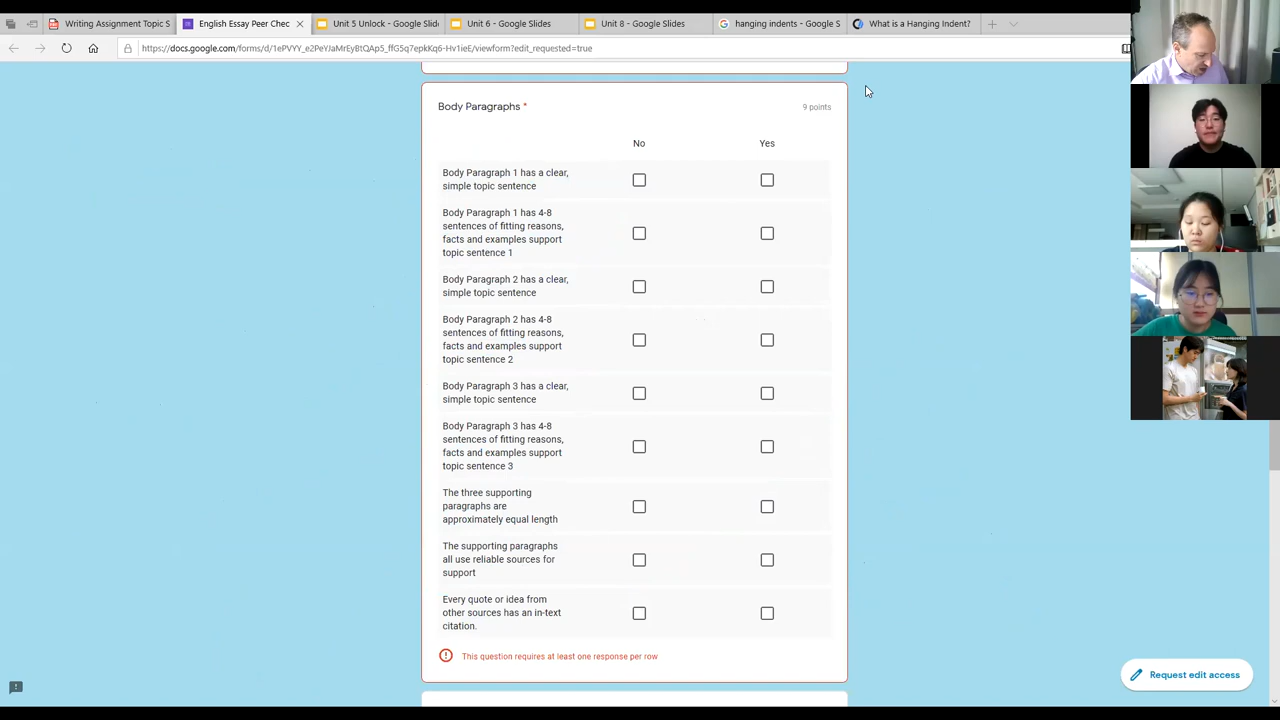 Writing Assignment Topic S
English Essay Peer Chec
Unit 5 Unlock - Google Slide
Unit 6 - Google Slides
Unit 8 - Google Slides
hanging indents - Google S
What is a Hanging Indent?
https://docs.google.com/forms/d/1ePVYY_e2PeYJaMrEyBtQAp5_ffG5q7epkKq6-Hv1ieE/viewform?edit_requested=true
Body Paragraphs *
9 points
No Yes
Body Paragraph 1 has a clear,
simple topic sentence
Body Paragraph 1 has 4-8
sentences of fitting reasons,
facts and examples support
topic sentence 1
Body Paragraph 2 has a clear,
simple topic sentence
Body Paragraph 2 has 4-8
sentences of fitting reasons,
facts and examples support
topic sentence 2
Body Paragraph 3 has a clear,
simple topic sentence
Body Paragraph 3 has 4-8
sentences of fitting reasons,
facts and examples support
topic sentence 3
The three supporting
paragraphs are
approximately equal length
The supporting paragraphs
all use reliable sources for
support
Every quote or idea from
other sources has an in-text
citation.
This question requires at least one response per row
Request edit access